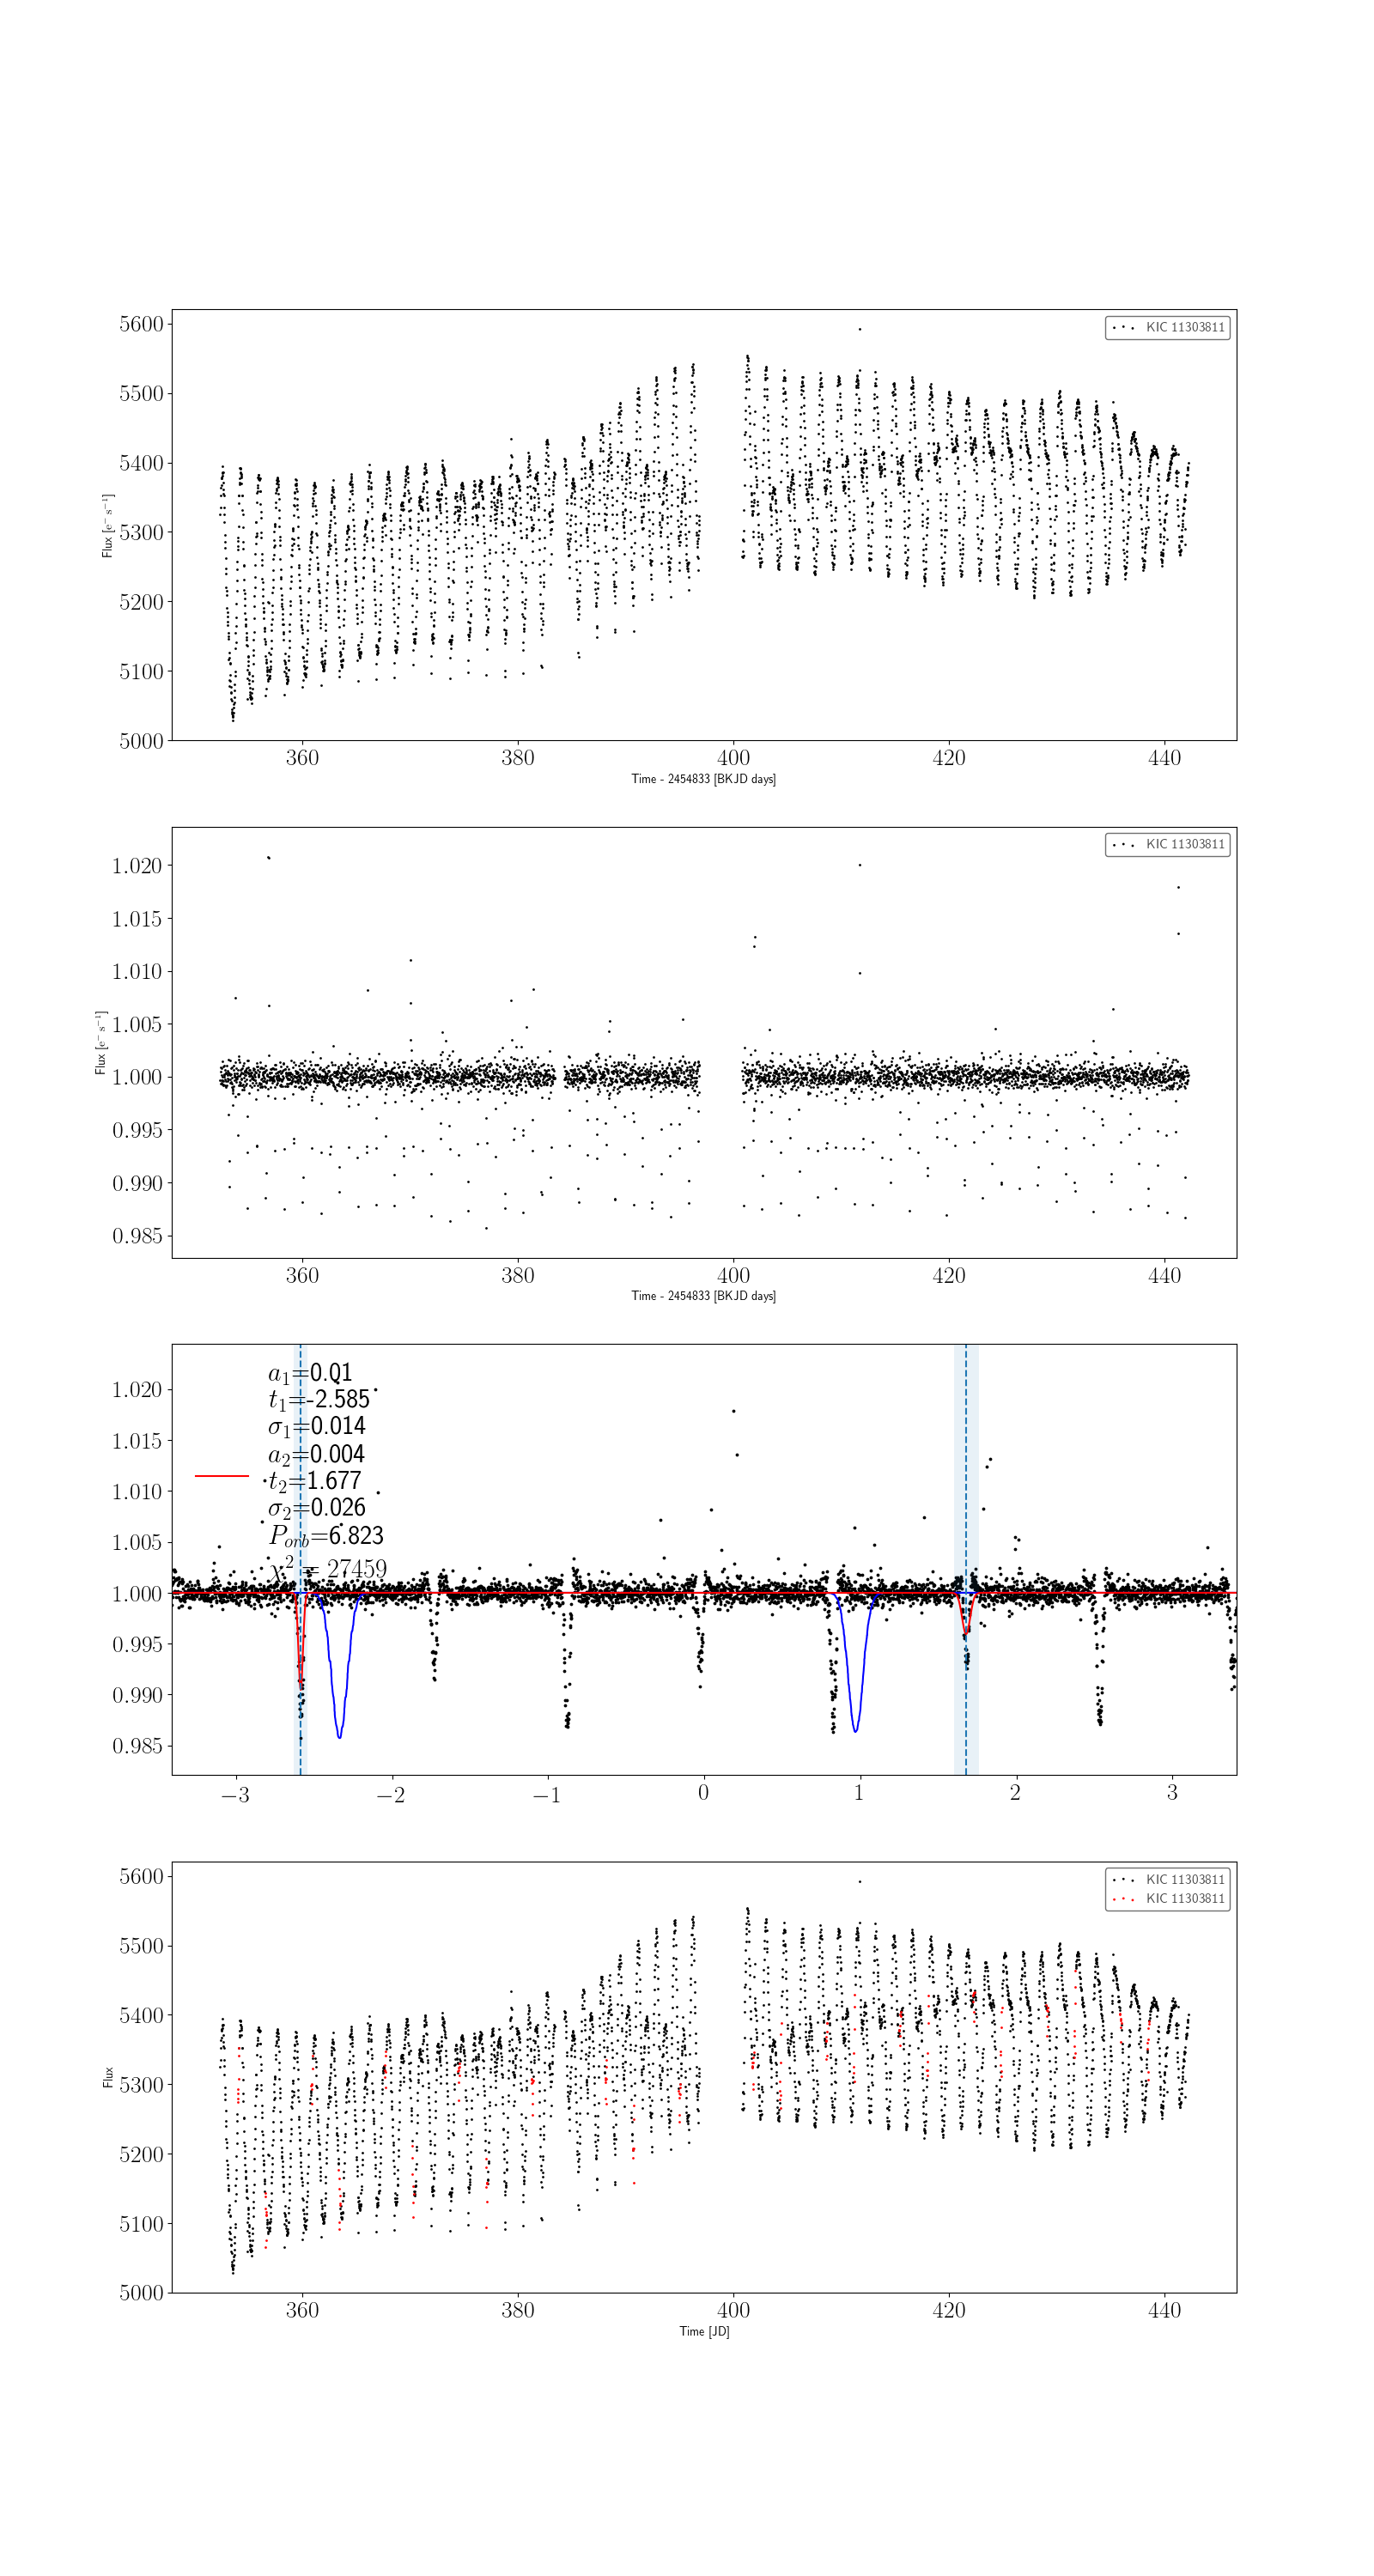 5600
5500
5400
5300
5200
5100
5000
Flux [e⁻ s⁻¹]
KIC 11303811
360 380 400 420 440
Time - 2454833 [BKJD days]
1.020
1.015
1.010
1.005
1.000
0.995
0.990
0.985
Flux [e⁻ s⁻¹]
KIC 11303811
360 380 400 420 440
Time - 2454833 [BKJD days]
1.020
1.015
1.010
1.005
1.000
0.995
0.990
0.985
a₁=0.01
t₁=-2.585
σ₁=0.014
a₂=0.004
t₂=1.677
σ₂=0.026
Pₒᵣb=6.823
χ² = 27459
−3 −2 −1 0 1 2 3
5600
5500
5400
5300
5200
5100
5000
Flux
KIC 11303811
KIC 11303811
360 380 400 420 440
Time [JD]